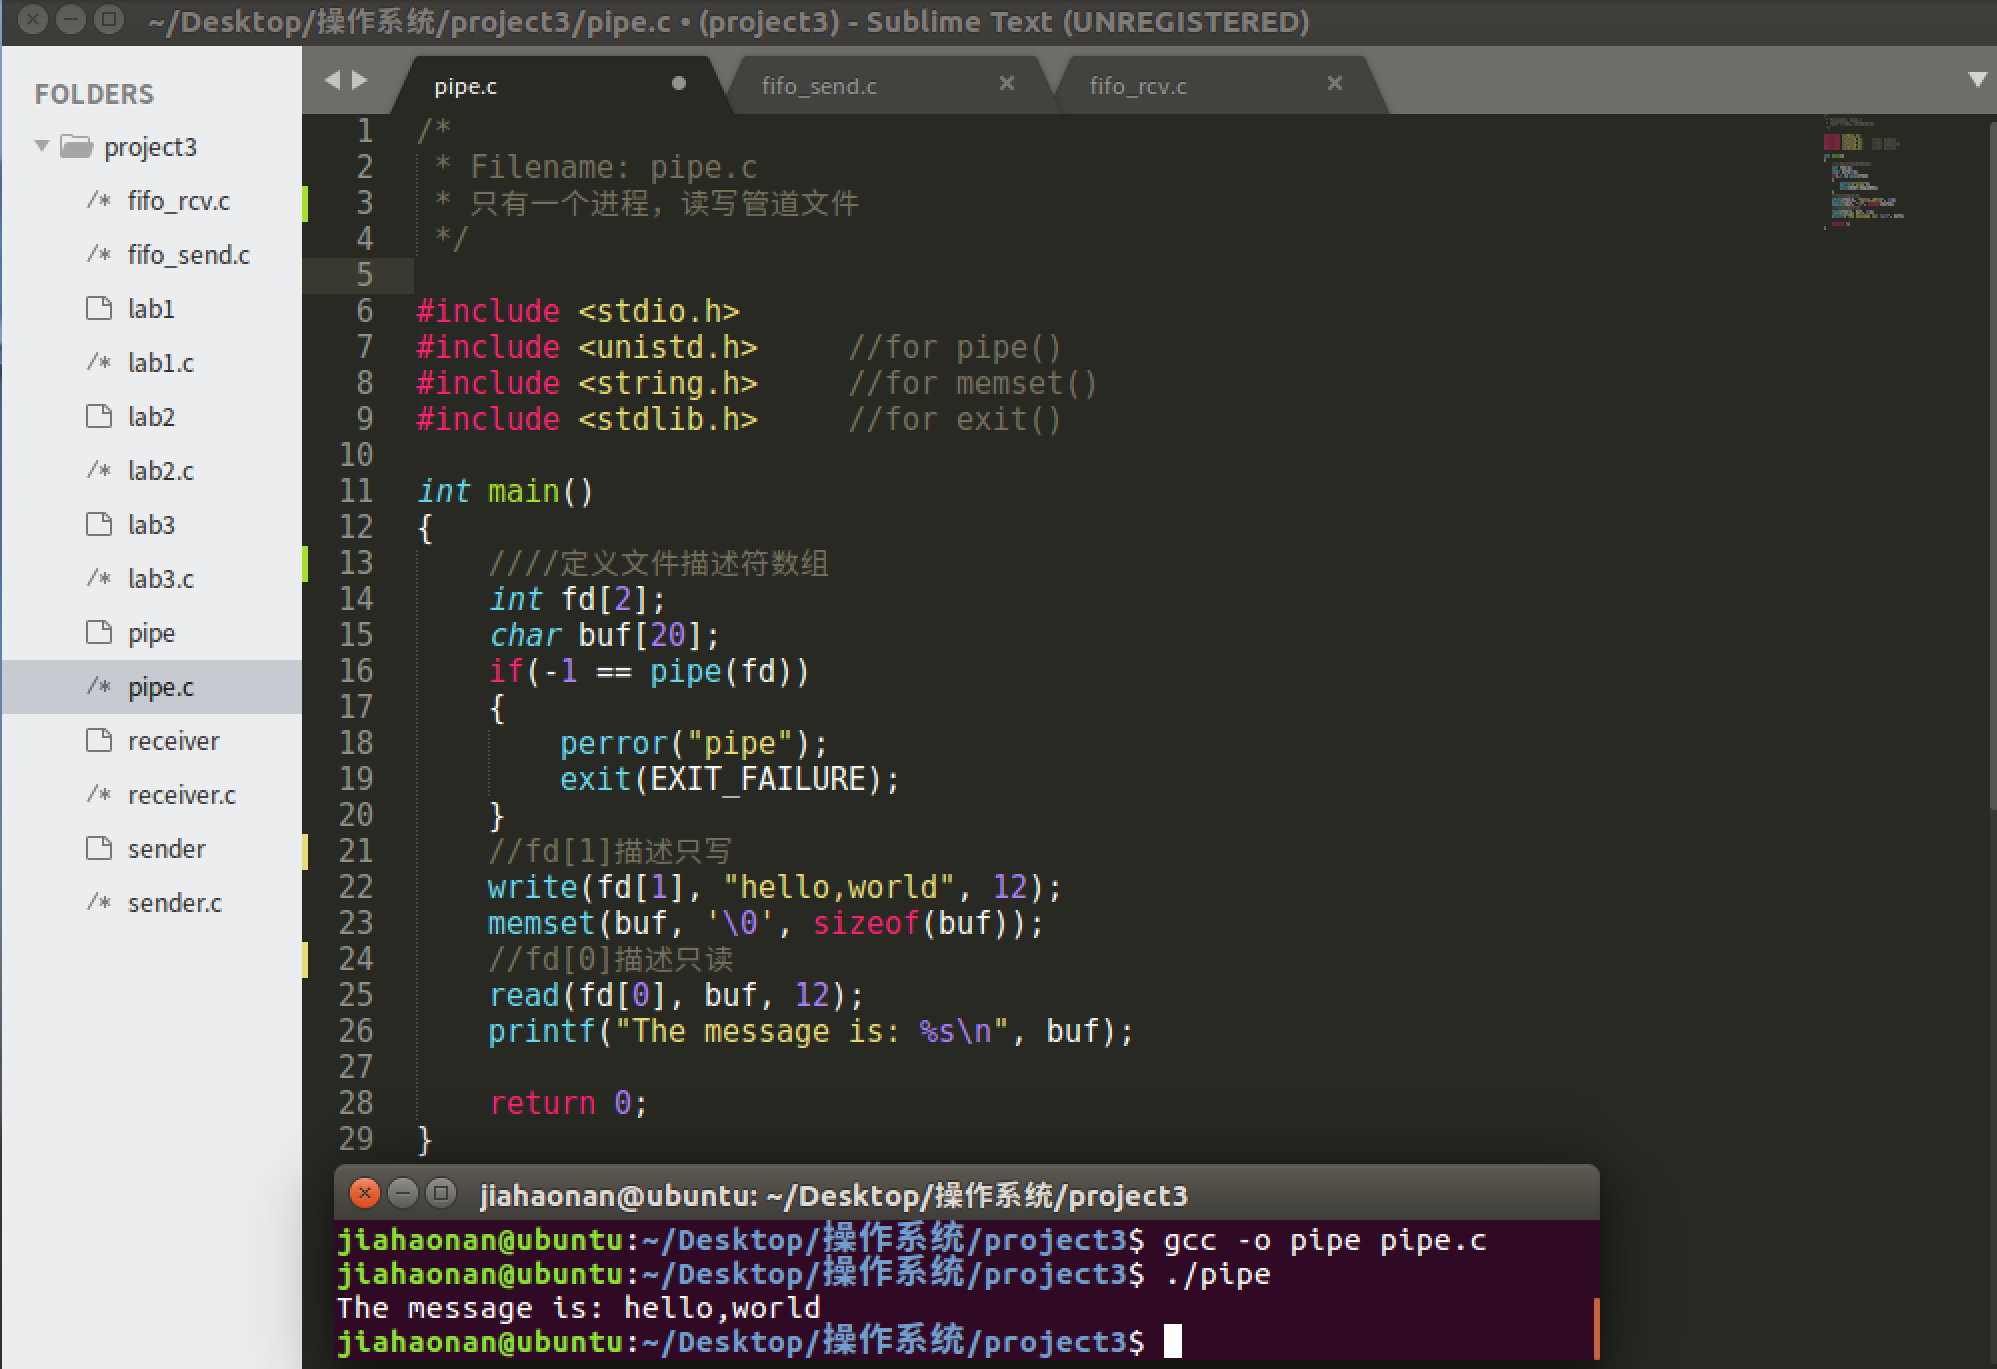 ~/Desktop/操作系统/project3/pipe.c • (project3) - Sublime Text (UNREGISTERED)
FOLDERS
project3
/* fifo_rcv.c
/* fifo_send.c
lab1
/* lab1.c
lab2
/* lab2.c
lab3
/* lab3.c
pipe
/* pipe.c
receiver
/* receiver.c
sender
/* sender.c
pipe.c
fifo_send.c
fifo_rcv.c
1 /*
2  * Filename: pipe.c
3  * 只有一个进程，读写管道文件
4  */
5
6 #include <stdio.h>
7 #include <unistd.h>     //for pipe()
8 #include <string.h>     //for memset()
9 #include <stdlib.h>     //for exit()
10
11 int main()
12 {
13     ////定义文件描述符数组
14     int fd[2];
15     char buf[20];
16     if(-1 == pipe(fd))
17     {
18         perror("pipe");
19         exit(EXIT_FAILURE);
20     }
21     //fd[1]描述只写
22     write(fd[1], "hello,world", 12);
23     memset(buf, '\0', sizeof(buf));
24     //fd[0]描述只读
25     read(fd[0], buf, 12);
26     printf("The message is: %s\n", buf);
27
28     return 0;
29 }
jiahaonan@ubuntu: ~/Desktop/操作系统/project3
jiahaonan@ubuntu:~/Desktop/操作系统/project3$ gcc -o pipe pipe.c
jiahaonan@ubuntu:~/Desktop/操作系统/project3$ ./pipe
The message is: hello,world
jiahaonan@ubuntu:~/Desktop/操作系统/project3$